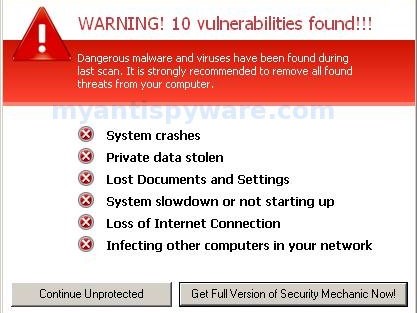 WARNING! 10 vulnerabilities found!!!
Dangerous malware and viruses have been found during
last scan. It is strongly recommended to remove all found
threats from your computer.
myantispyware.com
System crashes
Private data stolen
Lost Documents and Settings
System slowdown or not starting up
Loss of Internet Connection
Infecting other computers in your network
Continue Unprotected
Get Full Version of Security Mechanic Now!